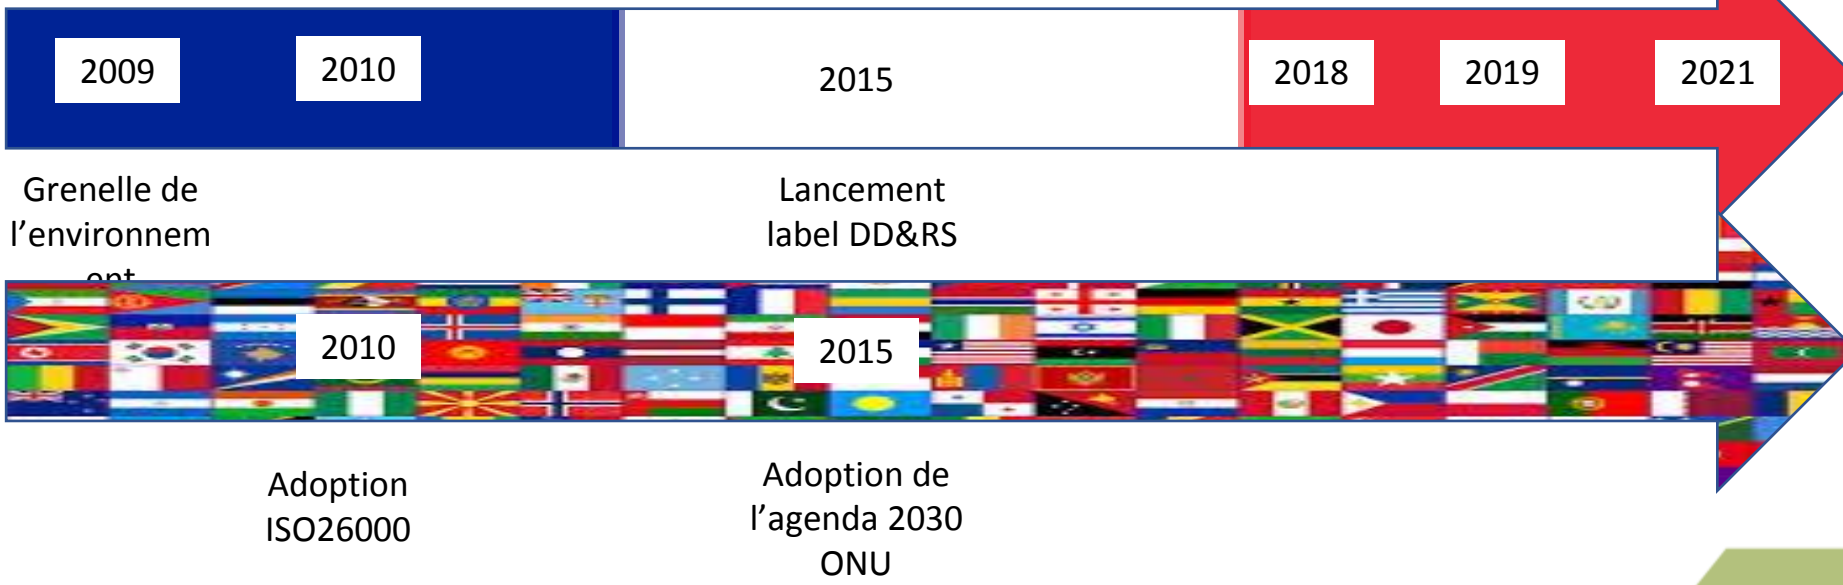 2009
2010
2015
2018
2019
2021
Grenelle de
l’environnem
ent
Lancement
label DD&RS
2010
2015
Adoption
ISO26000
Adoption de
l’agenda 2030
ONU